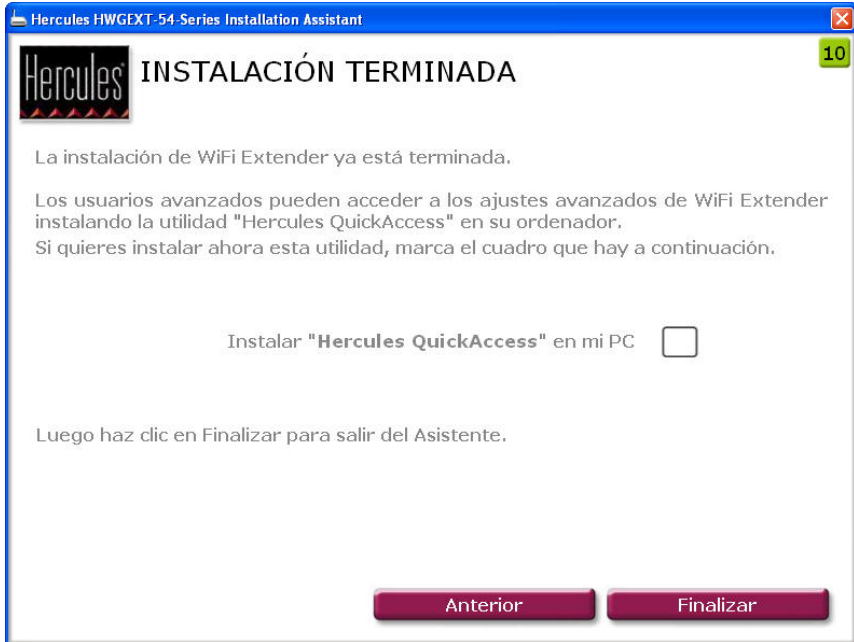 Hercules HWGEXT-54-Series Installation Assistant
10
Hercules
INSTALACIÓN TERMINADA
La instalación de WiFi Extender ya está terminada.
Los usuarios avanzados pueden acceder a los ajustes avanzados de WiFi Extender
instalando la utilidad "Hercules QuickAccess" en su ordenador.
Si quieres instalar ahora esta utilidad, marca el cuadro que hay a continuación.
Instalar "Hercules QuickAccess" en mi PC
Luego haz clic en Finalizar para salir del Asistente.
Anterior
Finalizar